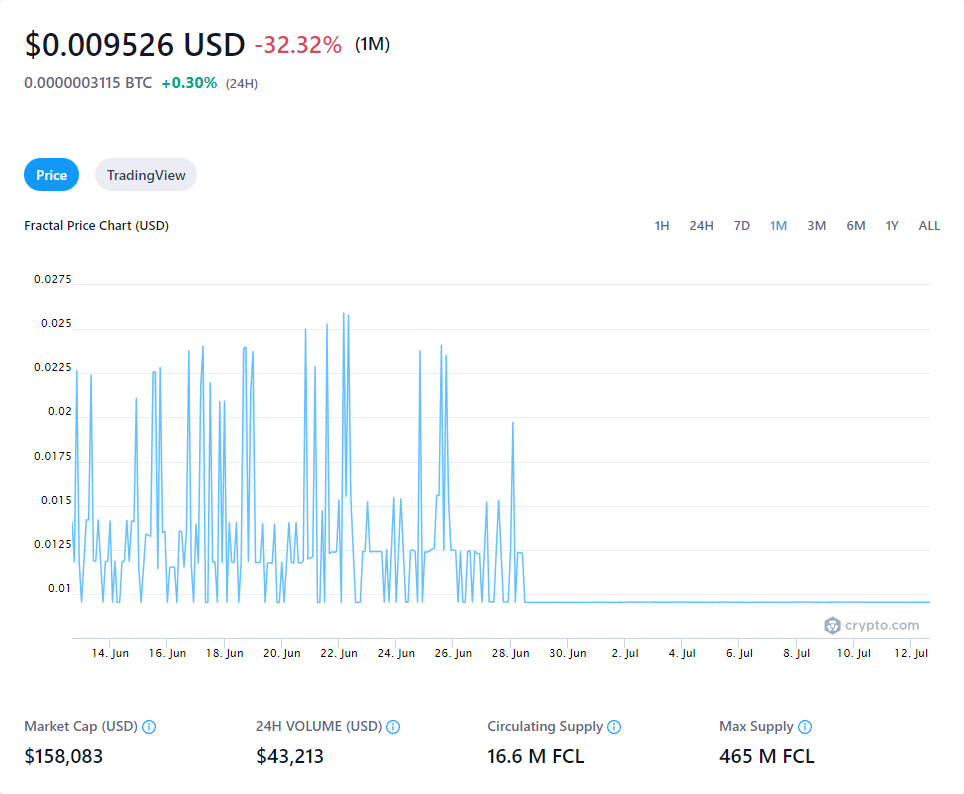 $0.009526 USD -32.32% (1M)
0.0000003115 BTC +0.30% (24H)
Price TradingView
Fractal Price Chart (USD)
1H 24H 7D 1M 3M 6M 1Y ALL
0.0275
0.025
0.0225
0.02
0.0175
0.015
0.0125
0.01
crypto.com
14. Jun 16. Jun 18. Jun 20. Jun 22. Jun 24. Jun 26. Jun 28. Jun 30. Jun 2. Jul 4. Jul 6. Jul 8. Jul 10. Jul 12. Jul
Market Cap (USD) 24H VOLUME (USD) Circulating Supply Max Supply
$158,083 $43,213 16.6 M FCL 465 M FCL